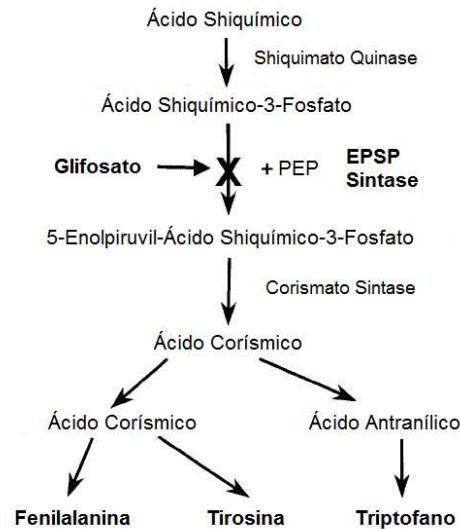 Ácido Shiquímico
Shiquimato Quinase
Ácido Shiquímico-3-Fosfato
Glifosato
X
+ PEP
EPSP
Sintase
5-Enolpiruvil-Ácido Shiquímico-3-Fosfato
Corismato Sintase
Ácido Corísmico
Ácido Corísmico
Ácido Antranílico
Fenilalanina
Tirosina
Triptofano